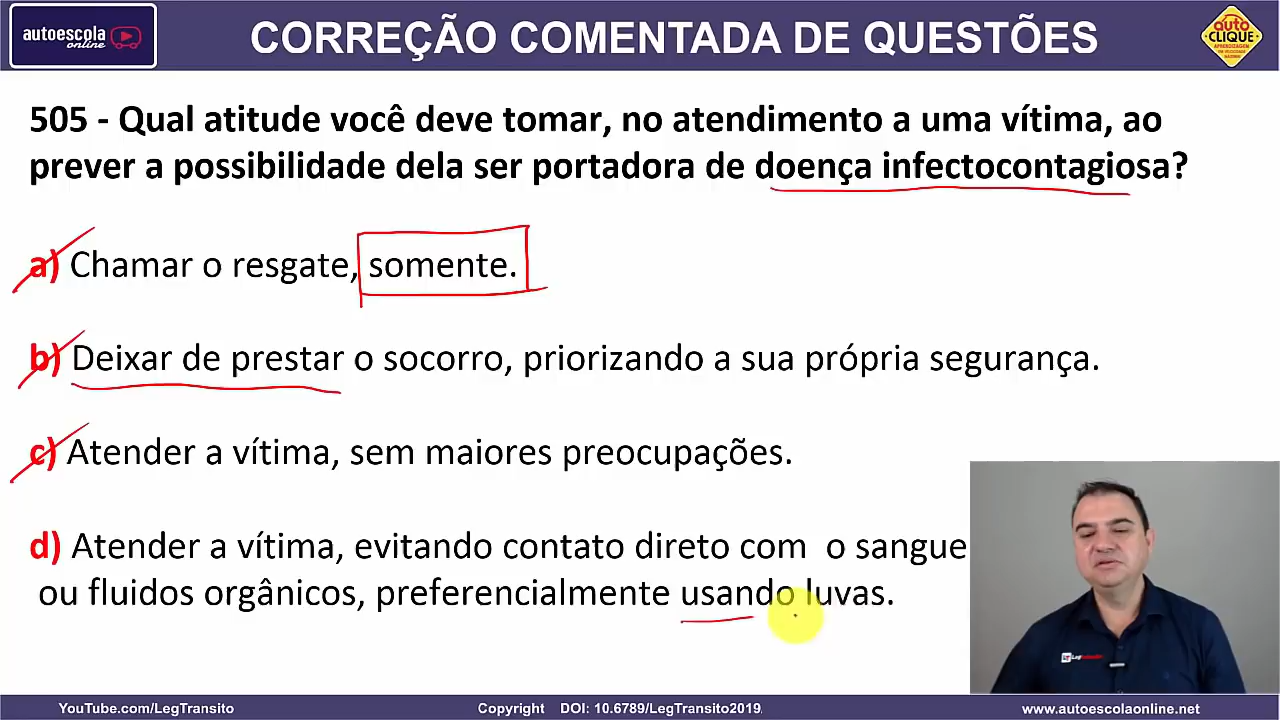 autoescola
online
CORREÇÃO COMENTADA DE QUESTÕES
auto
CLIQUE
505 - Qual atitude você deve tomar, no atendimento a uma vítima, ao
prever a possibilidade dela ser portadora de doença infectocontagiosa?
a) Chamar o resgate, somente.
b) Deixar de prestar o socorro, priorizando a sua própria segurança.
c) Atender a vítima, sem maiores preocupações.
d) Atender a vítima, evitando contato direto com o sangue
ou fluidos orgânicos, preferencialmente usando luvas.
YouTube.com/LegTransito
Copyright DOI: 10.6789/LegTransito2019
www.autoescolaonline.net